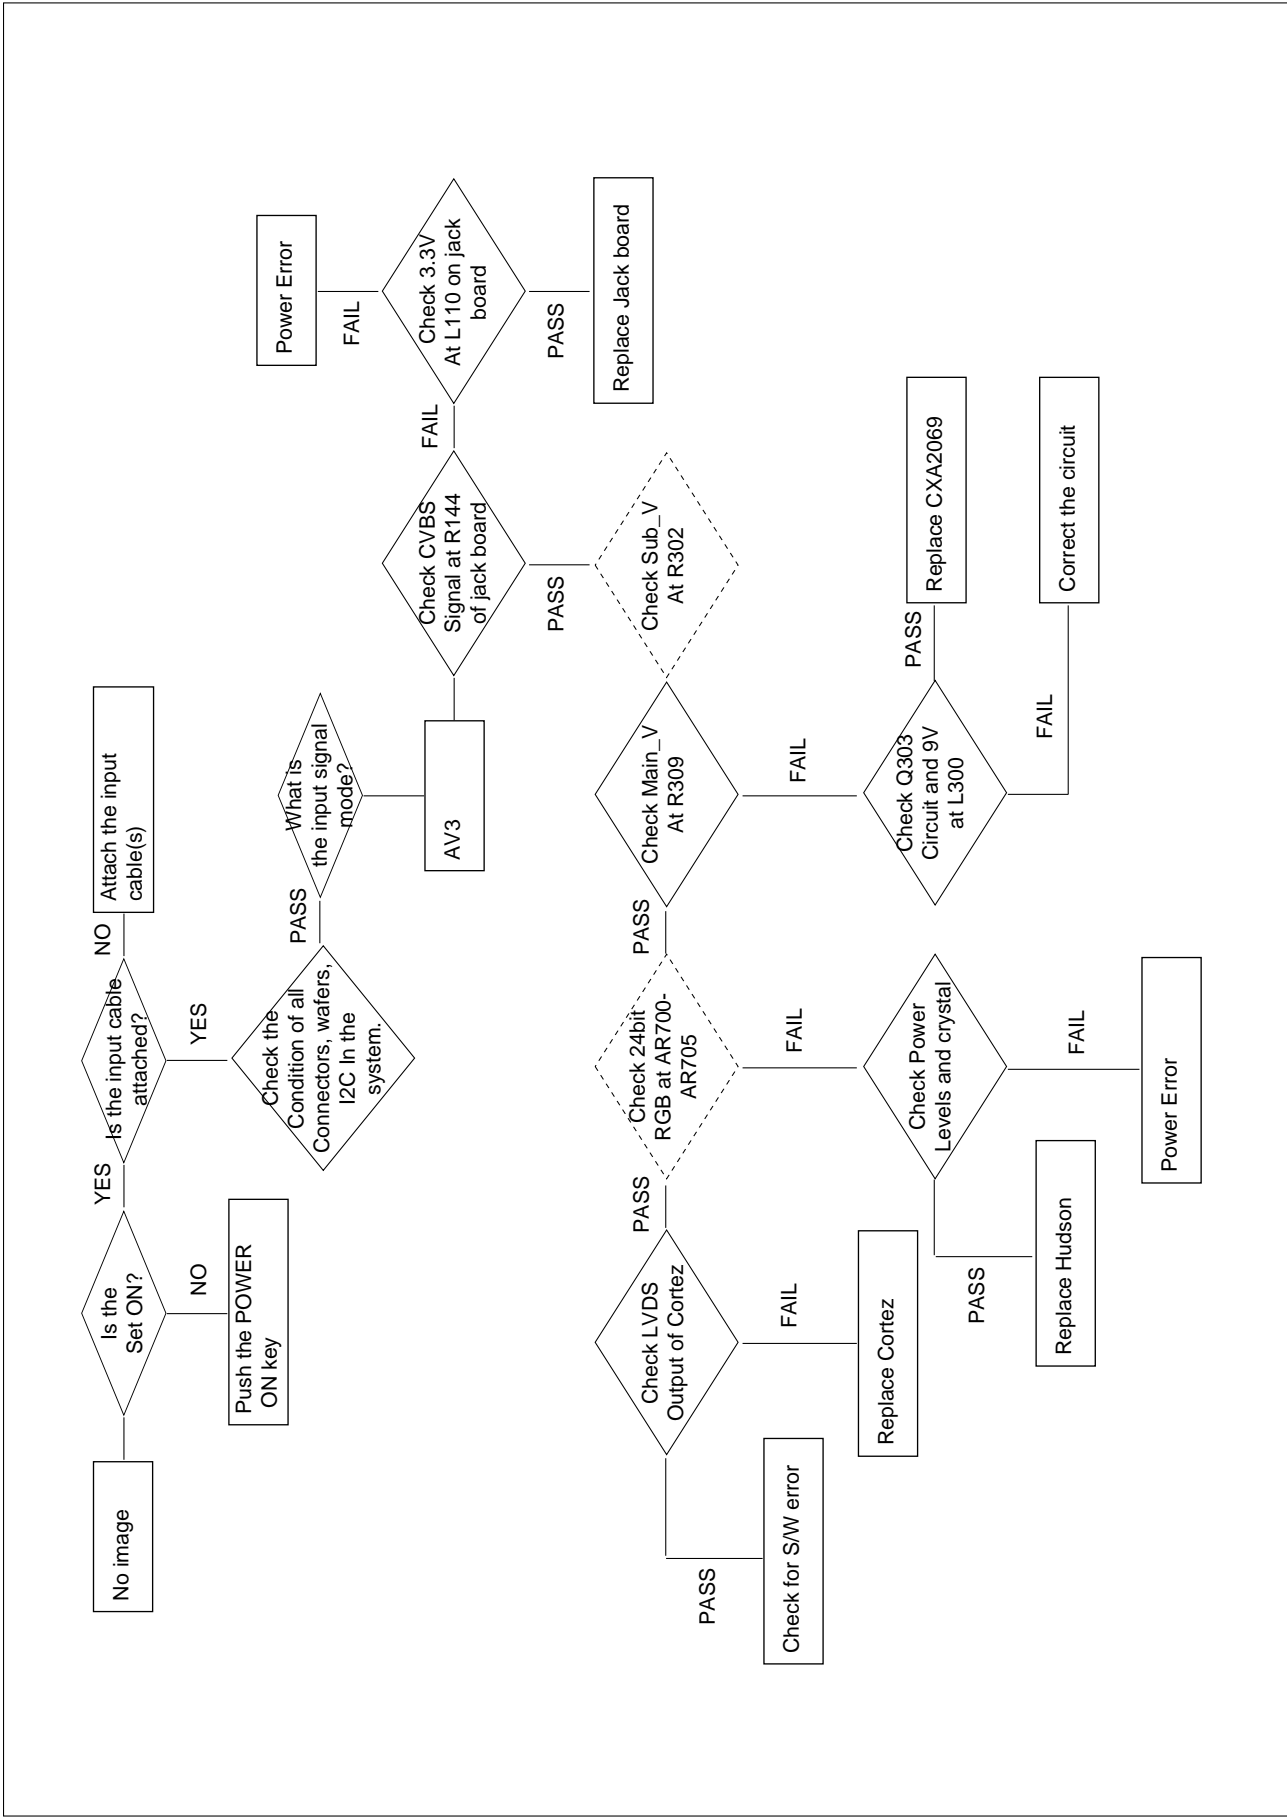 No image
Is the
Set ON?
YES
NO
Push the POWER
ON key
Is the input cable
attached?
NO
Attach the input
cable(s)
YES
Check the
Condition of all
Connectors, wafers,
I2C In the
system.
PASS
What is
the input signal
mode?
AV3
Check CVBS
Signal at R144
of jack board
FAIL
Check 3.3V
At L110 on jack
board
FAIL
Power Error
PASS
Replace Jack board
PASS
Check Sub_V
At R302
Check Main_V
At R309
FAIL
Check Q303
Circuit and 9V
at L300
PASS
Replace CXA2069
FAIL
Correct the circuit
PASS
Check 24bit
RGB at AR700-
AR705
FAIL
Check Power
Levels and crystal
FAIL
Power Error
PASS
Replace Hudson
PASS
Check LVDS
Output of Cortez
FAIL
Replace Cortez
PASS
Check for S/W error